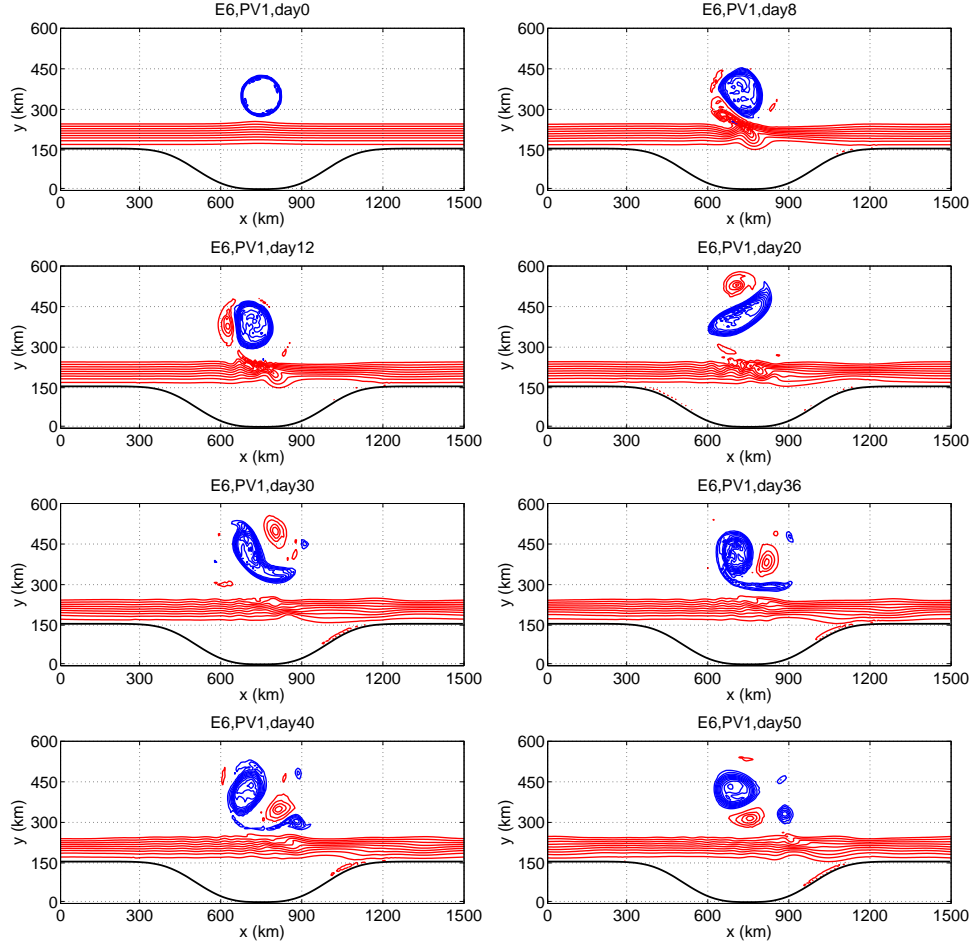 E6,PV1,day0 E6,PV1,day8
600 600
450 450
y (km) y (km)
300 300
150 150
0 0
0 300 600 900 1200 1500 0 300 600 900 1200 1500
x (km) x (km)
E6,PV1,day12 E6,PV1,day20
600 600
450 450
y (km) y (km)
300 300
150 150
0 0
0 300 600 900 1200 1500 0 300 600 900 1200 1500
x (km) x (km)
E6,PV1,day30 E6,PV1,day36
600 600
450 450
y (km) y (km)
300 300
150 150
0 0
0 300 600 900 1200 1500 0 300 600 900 1200 1500
x (km) x (km)
E6,PV1,day40 E6,PV1,day50
600 600
450 450
y (km) y (km)
300 300
150 150
0 0
0 300 600 900 1200 1500 0 300 600 900 1200 1500
x (km) x (km)